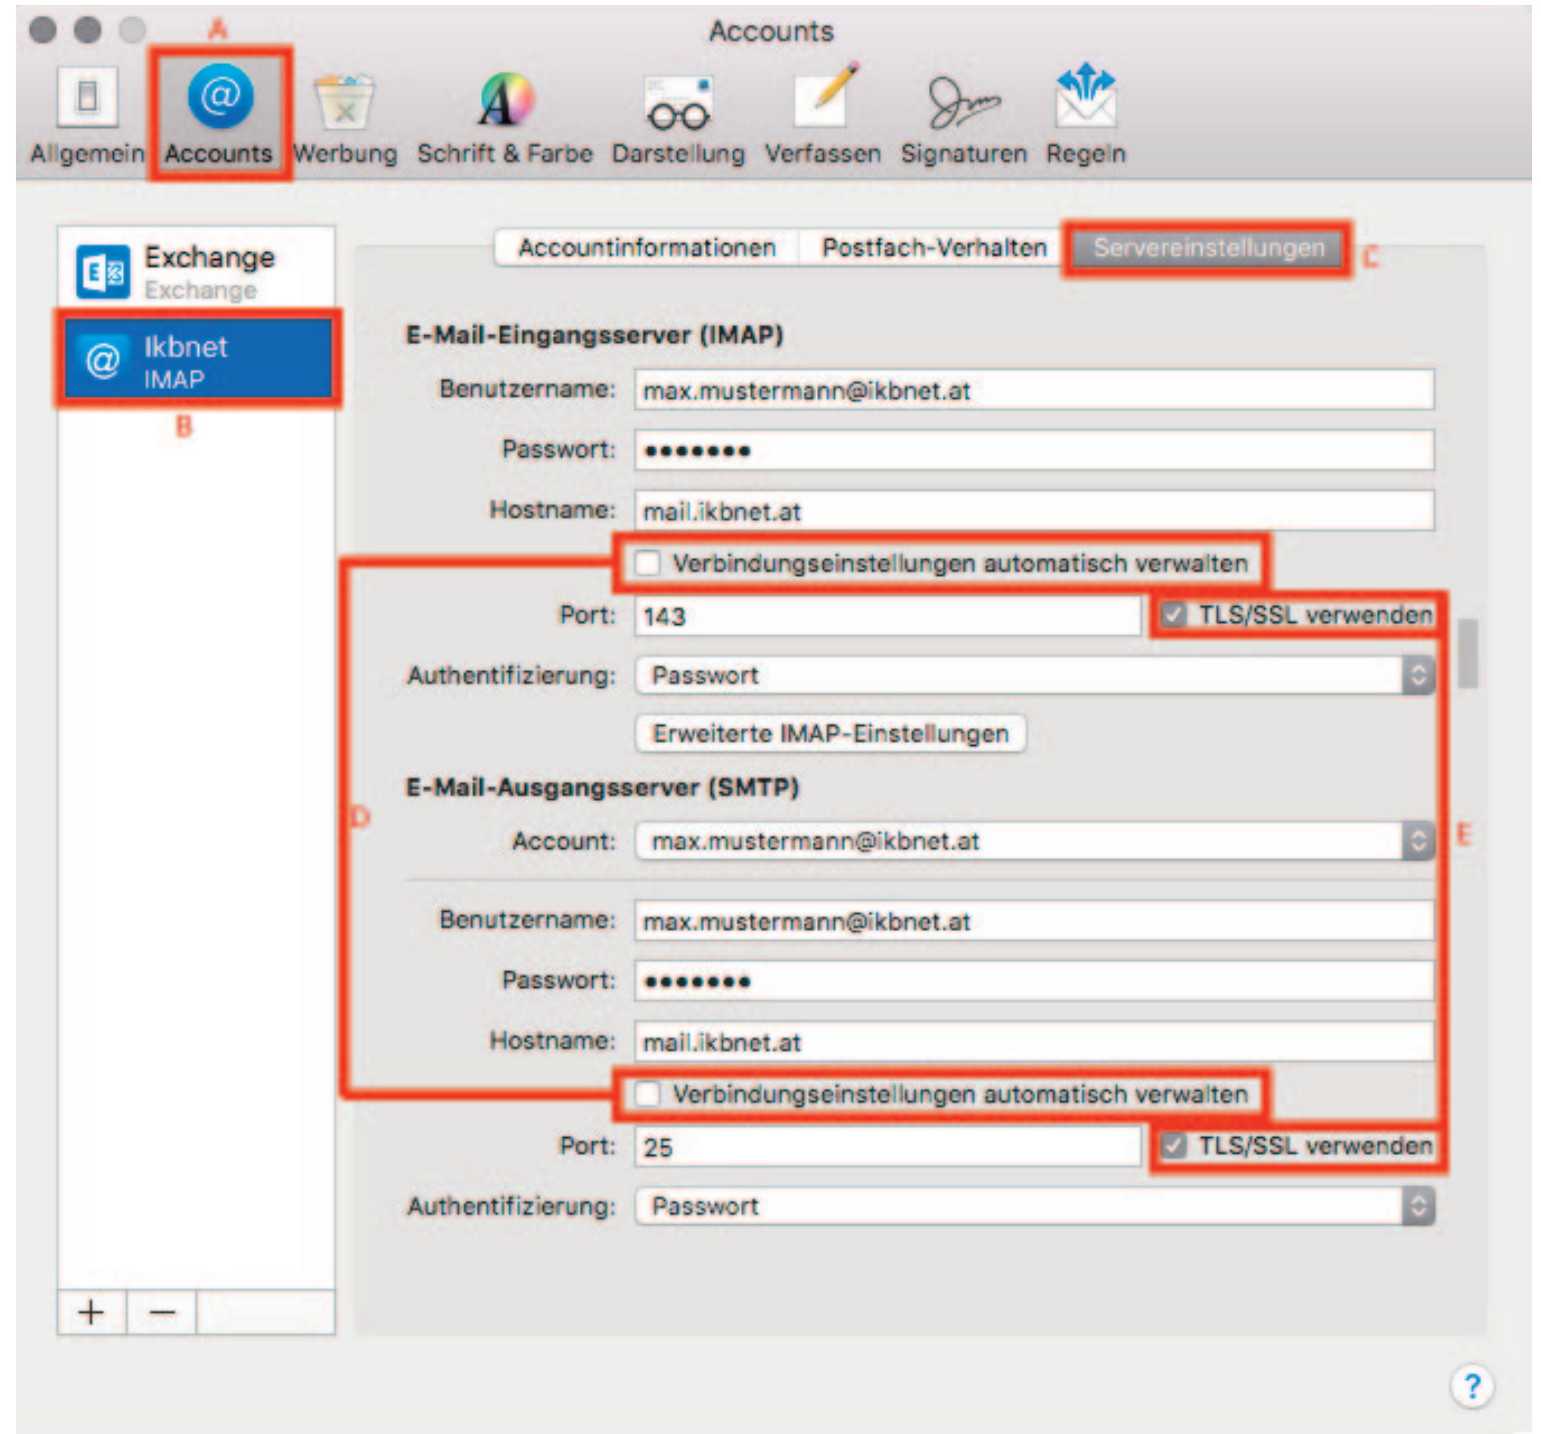 A
Accounts
Allgemein Accounts Werbung Schrift & Farbe Darstellung Verfassen Signaturen Regeln
Exchange
Exchange
Ikbnet
IMAP
B
Accountinformationen Postfach-Verhalten Servereinstellungen C
E-Mail-Eingangsserver (IMAP)
Benutzername: max.mustermann@ikbnet.at
Passwort: •••••••
Hostname: mail.ikbnet.at
Verbindungseinstellungen automatisch verwalten
Port: 143 TLS/SSL verwenden
Authentifizierung: Passwort
Erweiterte IMAP-Einstellungen
E-Mail-Ausgangsserver (SMTP)
D
Account: max.mustermann@ikbnet.at E
Benutzername: max.mustermann@ikbnet.at
Passwort: •••••••
Hostname: mail.ikbnet.at
Verbindungseinstellungen automatisch verwalten
Port: 25 TLS/SSL verwenden
Authentifizierung: Passwort
+ −
?